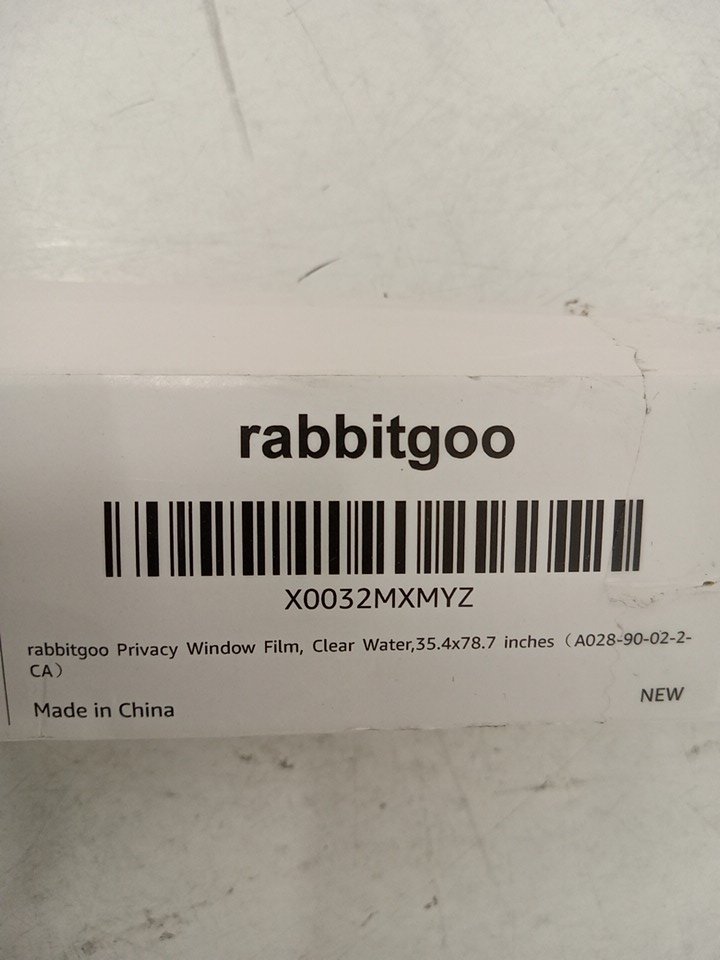 rabbitgoo
X0032MXMYZ
rabbitgoo Privacy Window Film, Clear Water,35.4x78.7 inches（A028-90-02-2-
CA）
NEW
Made in China